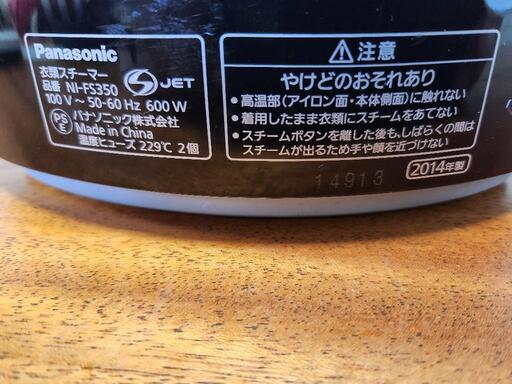 Panasonic
衣類スチーマー
品番 NI-FS350
JET
100 V ~ 50-60 Hz 600 W
PS
E
パナソニック株式会社
Made in China
温度ヒューズ 229℃ 2個
⚠注意
やけどのおそれあり
•高温部(アイロン面・本体側面)に触れない
•着用したまま衣類にスチームをあてない
•スチームボタンを離した後も、しばらくの間は
スチームが出るため手や顔を近づけない
14913
2014年製